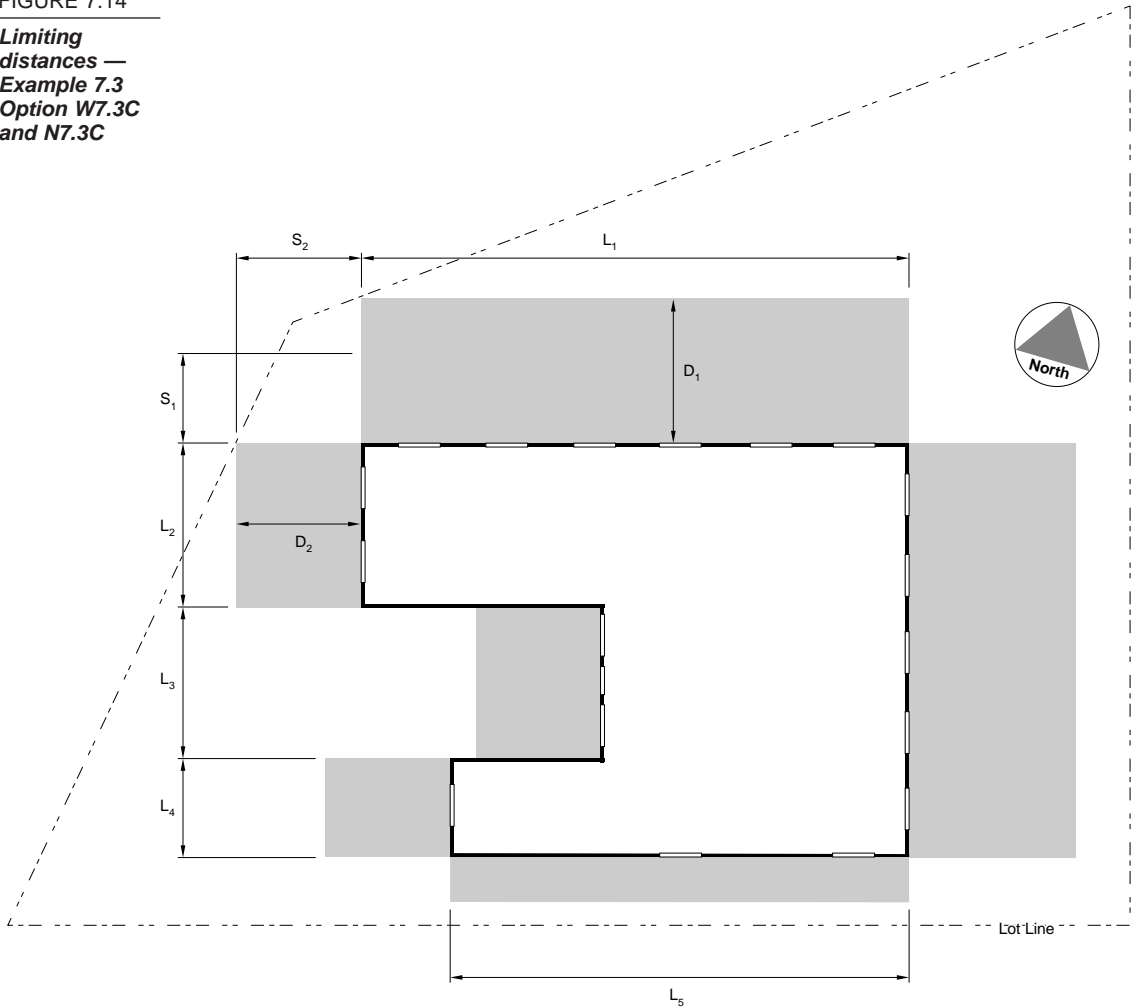 FIGURE 7.14
Limiting
distances —
Example 7.3
Option W7.3C
and N7.3C
S₂
L₁
S₁
D₁
North
L₂
D₂
L₃
L₄
Lot Line
L₅